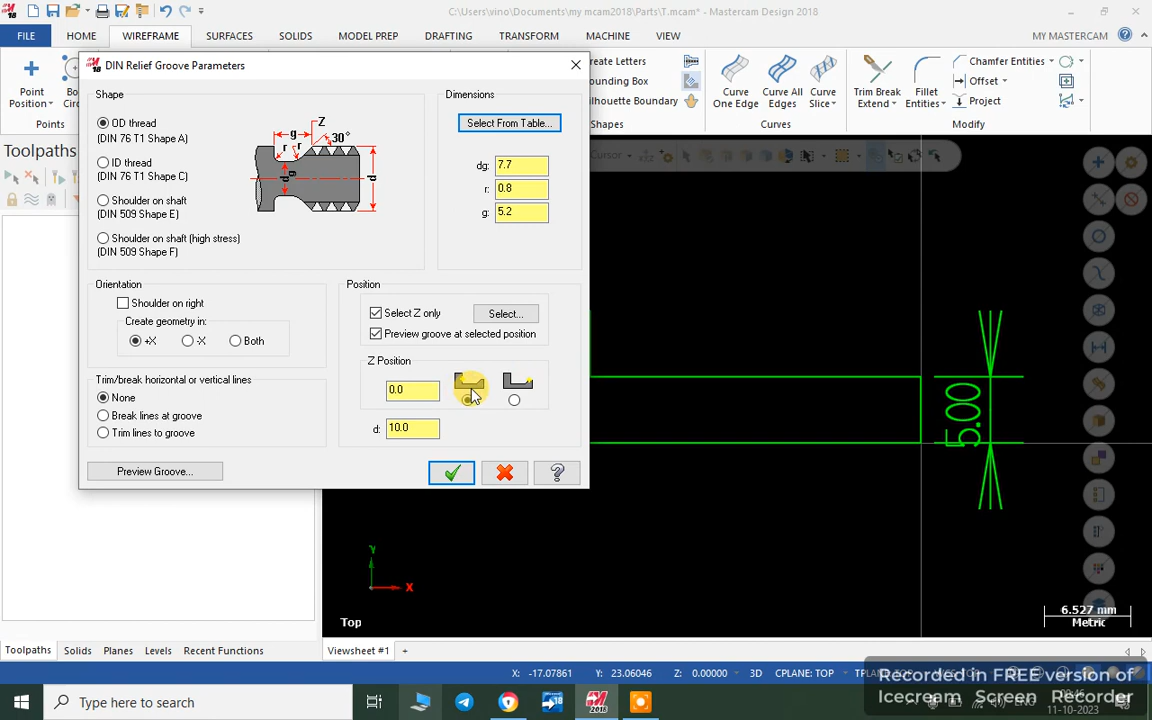 C:\Users\vino\Documents\my mcam2018\Parts\T.mcam* - Mastercam Design 2018
FILE HOME WIREFRAME SURFACES SOLIDS MODEL PREP DRAFTING TRANSFORM MACHINE VIEW MY MASTERCAM
Point
Position
Points
DIN Relief Groove Parameters
Shape
OD thread
(DIN 76 T1 Shape A)
ID thread
(DIN 76 T1 Shape C)
Shoulder on shaft
(DIN 509 Shape E)
Shoulder on shaft (high stress)
(DIN 509 Shape F)
g
Z
30°
r
r
dg
d
Dimensions
Select From Table...
dg: 7.7
r: 0.8
g: 5.2
Orientation
Shoulder on right
Create geometry in:
+X -X Both
Position
Select Z only Select...
Preview groove at selected position
Z Position
0.0
d: 10.0
Trim/break horizontal or vertical lines
None
Break lines at groove
Trim lines to groove
Preview Groove...
Shapes
Curve
One Edge
Curve All
Edges
Curve
Slice
Curves
Trim Break
Extend
Fillet
Entities
Chamfer Entities
Offset
Project
Modify
Toolpaths
5.00
Y
X
Top
6.527 mm
Metric
Toolpaths Solids Planes Levels Recent Functions
Viewsheet #1 +
X: -17.07861 Y: 23.06046 Z: 0.00000 3D CPLANE: TOP
Recorded in FREE version of
Icecream Screen Recorder
Type here to search
2018
11-10-2023